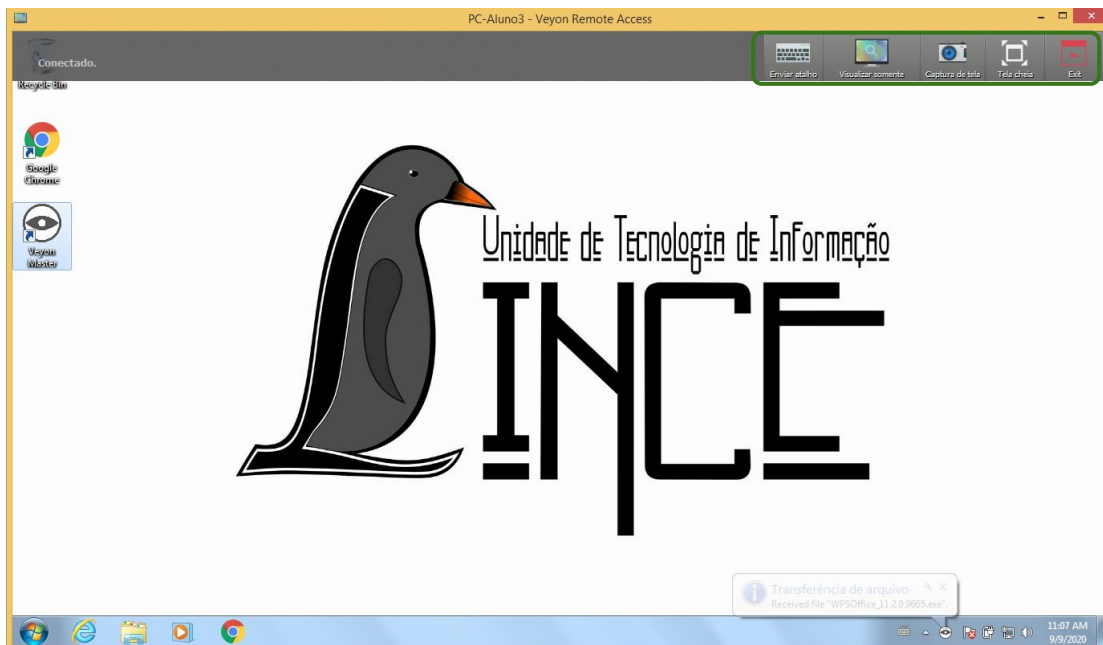 PC-Aluno3 - Veyon Remote Access
Conectado.
Enviar atalho
Visualizar somente
Captura de tela
Tela cheia
Exit
Recycle Bin
Google
Chrome
Veyon
Master
Unidade de Tecnologia de Informação
LINCE
Transferência de arquivo
Received file "WPSOffice_11.2.0.9665.exe".
11:07 AM
9/9/2020